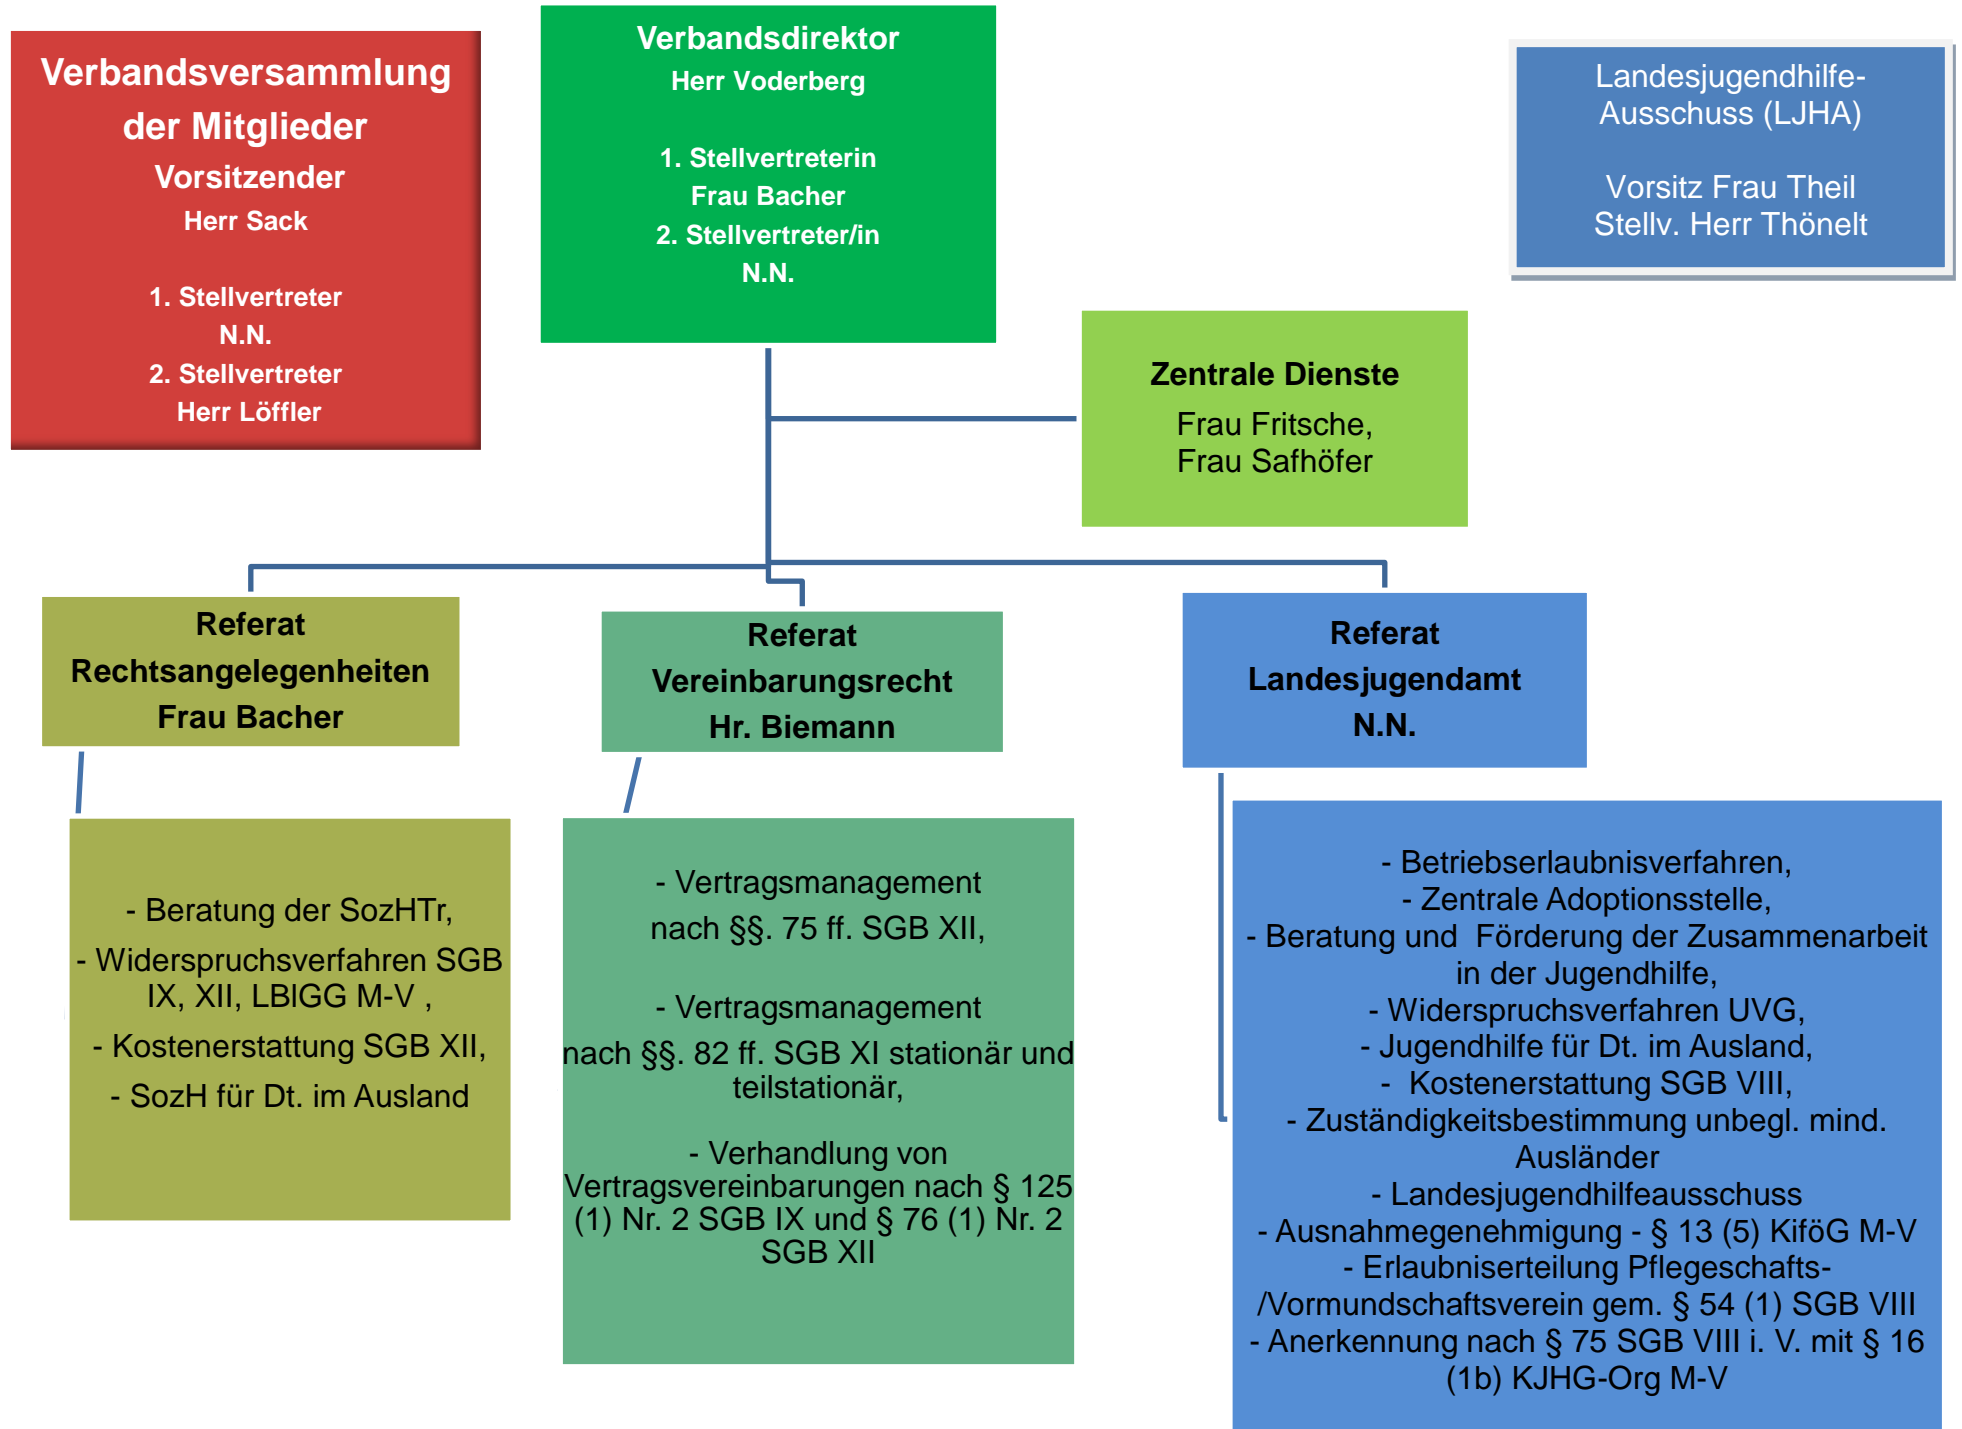 Verbandsversammlung
der Mitglieder
Vorsitzender
Herr Sack
1. Stellvertreter
N.N.
2. Stellvertreter
Herr Löffler
Verbandsdirektor
Herr Voderberg
1. Stellvertreterin
Frau Bacher
2. Stellvertreter/in
N.N.
Landesjugendhilfe-
Ausschuss (LJHA)
Vorsitz Frau Theil
Stellv. Herr Thönelt
Zentrale Dienste
Frau Fritsche,
Frau Safhöfer
Referat
Rechtsangelegenheiten
Frau Bacher
Referat
Vereinbarungsrecht
Hr. Biemann
Referat
Landesjugendamt
N.N.
- Beratung der SozHTr,
- Widerspruchsverfahren SGB
IX, XII, LBlGG M-V ,
- Kostenerstattung SGB XII,
- SozH für Dt. im Ausland
- Vertragsmanagement
nach §§. 75 ff. SGB XII,
- Vertragsmanagement
nach §§. 82 ff. SGB XI stationär und
teilstationär,
- Verhandlung von
Vertragsvereinbarungen nach § 125
(1) Nr. 2 SGB IX und § 76 (1) Nr. 2
SGB XII
- Betriebserlaubnisverfahren,
- Zentrale Adoptionsstelle,
- Beratung und  Förderung der Zusammenarbeit
in der Jugendhilfe,
- Widerspruchsverfahren UVG,
- Jugendhilfe für Dt. im Ausland,
-  Kostenerstattung SGB VIII,
- Zuständigkeitsbestimmung unbegl. mind.
Ausländer
- Landesjugendhilfeausschuss
- Ausnahmegenehmigung - § 13 (5) KiföG M-V
- Erlaubniserteilung Pflegeschafts-
/Vormundschaftsverein gem. § 54 (1) SGB VIII
- Anerkennung nach § 75 SGB VIII i. V. mit § 16
(1b) KJHG-Org M-V